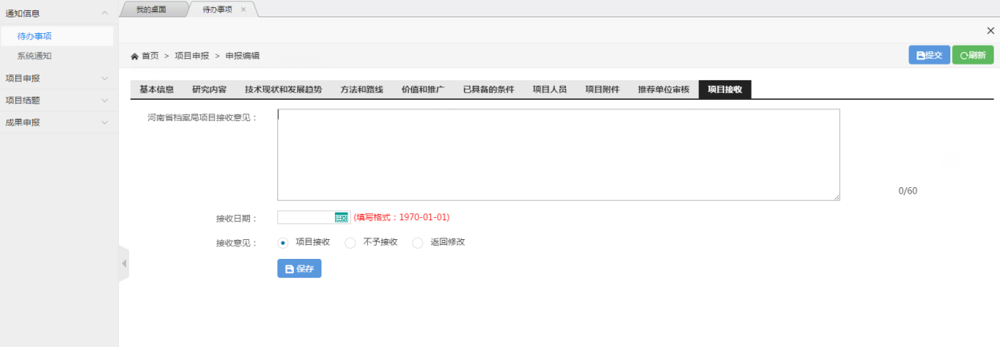 通知信息
待办事项
系统通知
项目申报
项目结题
成果申报
我的桌面
待办事项 ×
×
首页 > 项目申报 > 申报编辑
提交 刷新
基本信息 研究内容 技术现状和发展趋势 方法和路线 价值和推广 已具备的条件 项目人员 项目附件 推荐单位审核 项目接收
河南省档案局项目接收意见：
0/60
接收日期： (填写格式：1970-01-01)
接收意见： 项目接收 不予接收 返回修改
保存